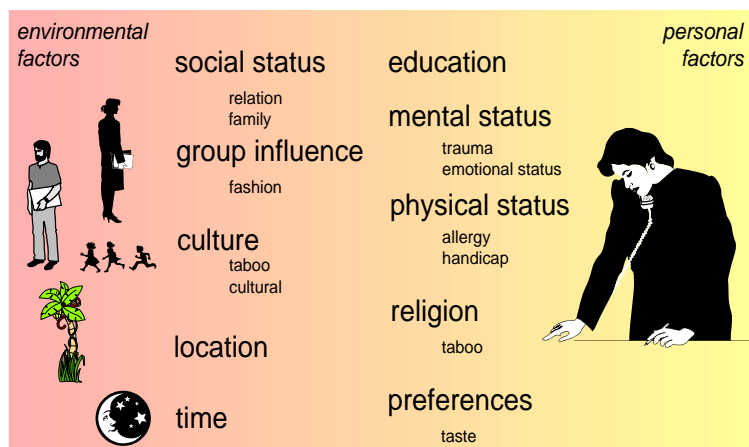 environmental
factors
social status
relation
family
group influence
fashion
culture
taboo
cultural
location
time
education
mental status
trauma
emotional status
physical status
allergy
handicap
religion
taboo
preferences
taste
personal
factors